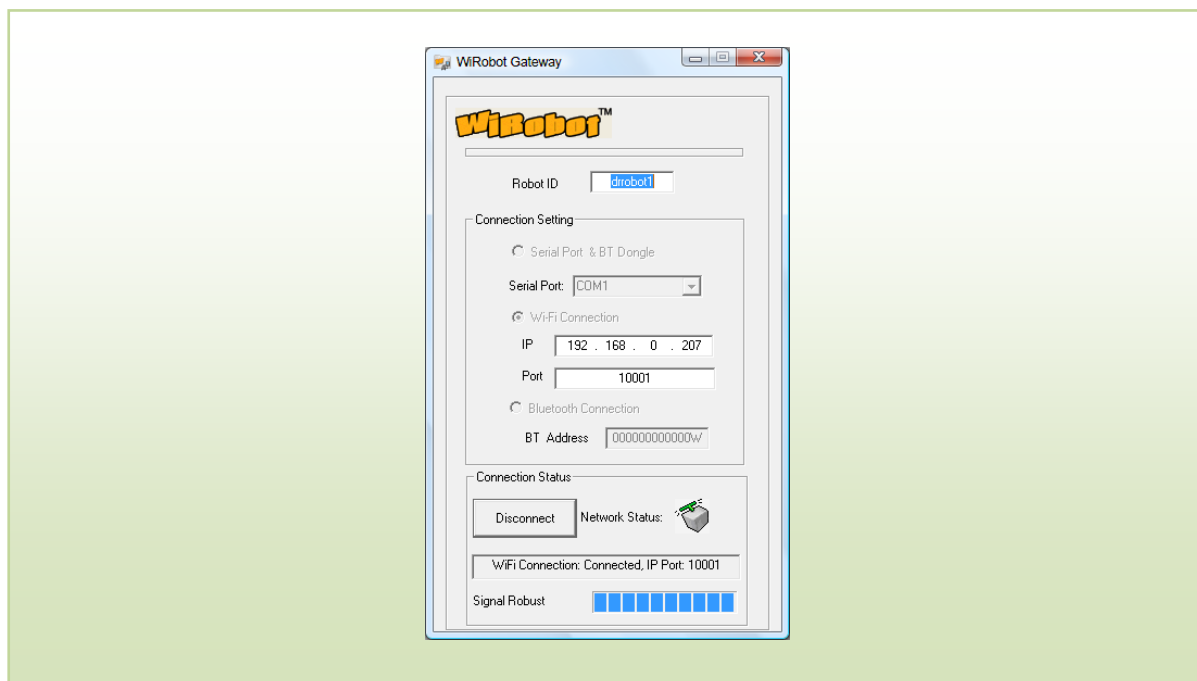 WiRobot Gateway
WiRobot™
Robot ID drrobot1
Connection Setting
Serial Port & BT Dongle
Serial Port: COM1
Wi-Fi Connection
IP 192 . 168 . 0 . 207
Port 10001
Bluetooth Connection
BT Address 000000000000W
Connection Status
Disconnect Network Status:
WiFi Connection: Connected, IP Port: 10001
Signal Robust